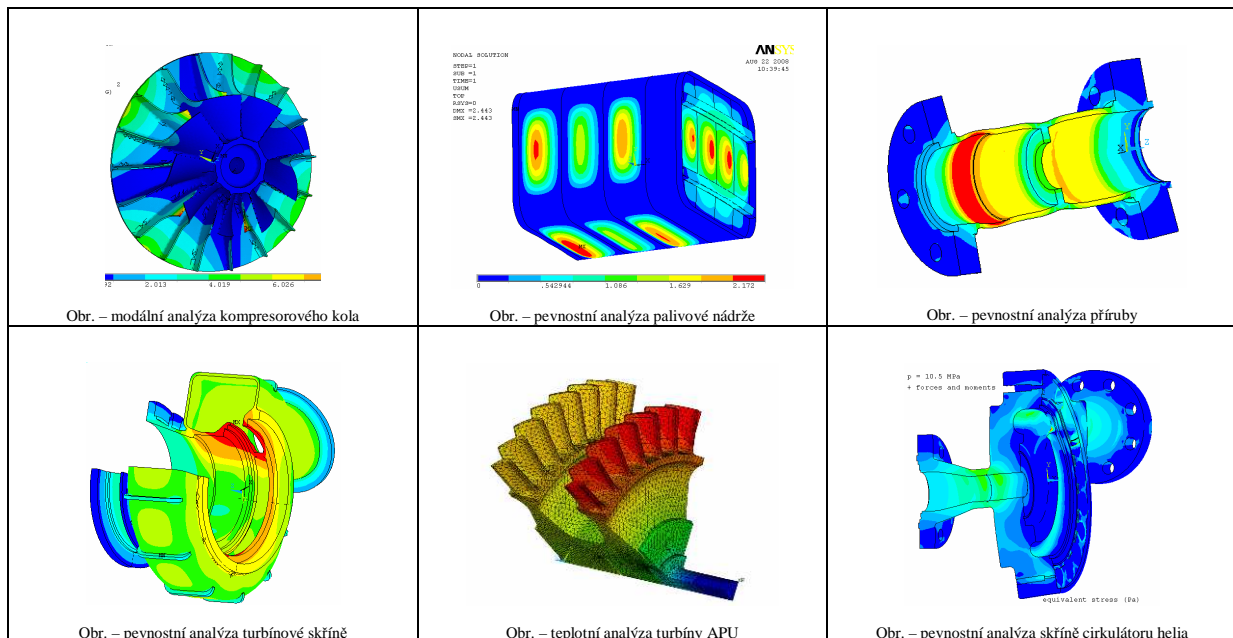 2.013 4.019 6.026
Obr. – modální analýza kompresorového kola
NODAL SOLUTION
STEP=1
SUB =1
TIME=1
USUM
TOP
RSYS=0
DMX =2.443
SMX =2.443
ANSYS
AUG 22 2008
10:39:45
MX
0 .542944 1.086 1.629 2.172
Obr. – pevnostní analýza palivové nádrže
Obr. – pevnostní analýza příruby
MX
Obr. – pevnostní analýza turbínové skříně
Obr. – teplotní analýza turbíny APU
p = 10.5 MPa
+ forces and moments
equivalent stress (Pa)
Obr. – pevnostní analýza skříně cirkulátoru helia